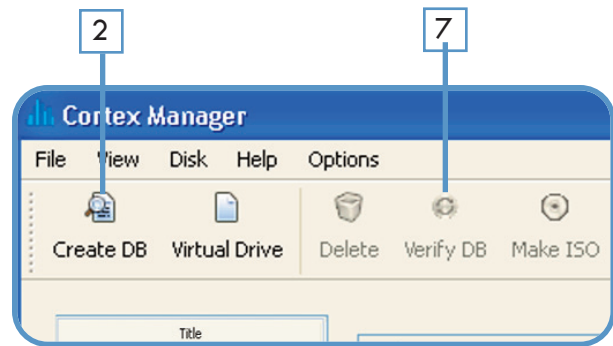 2 7
Cortex Manager
File View Disk Help Options
Create DB Virtual Drive Delete Verify DB Make ISO
Title